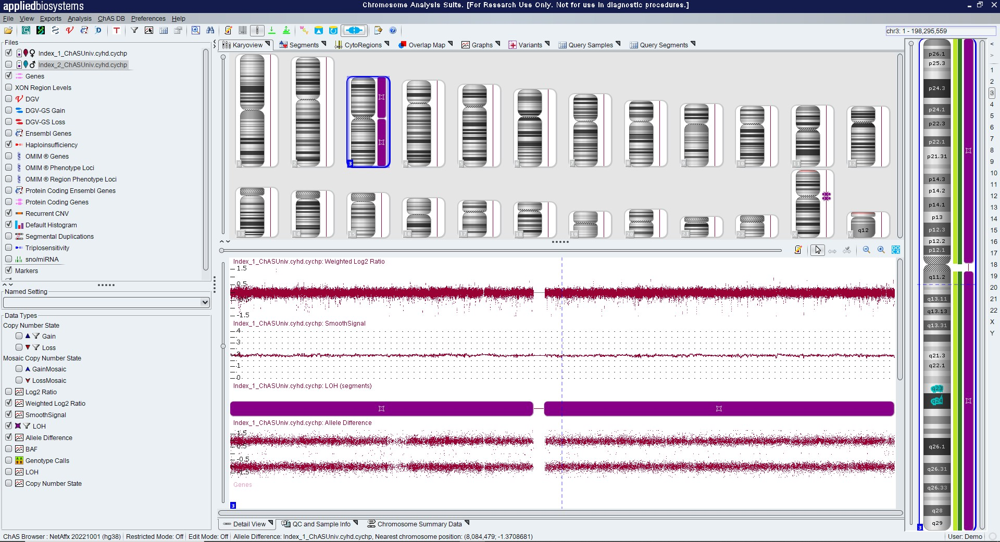 appliedbiosystems
Chromosome Analysis Suite. [For Research Use Only. Not for use in diagnostic procedures.]
File View Exports Analysis ChAS DB Preferences Help
chr3: 1 - 198,295,559
Files
Index_1_ChASUniv.cyhd.cychp
Index_2_ChASUniv.cyhd.cychp
Genes
XON Region Levels
DGV
DGV-GS Gain
DGV-GS Loss
Ensembl Genes
Haploinsufficiency
OMIM ® Genes
OMIM ® Phenotype Loci
OMIM ® Region Phenotype Loci
Protein Coding Ensembl Genes
Protein Coding Genes
Recurrent CNV
Default Histogram
Segmental Duplications
Triplosensitivity
sno/miRNA
Markers
Named Setting
Data Types
Copy Number State
Gain
Loss
Mosaic Copy Number State
GainMosaic
LossMosaic
Log2 Ratio
Weighted Log2 Ratio
SmoothSignal
LOH
Allele Difference
BAF
Genotype Calls
LOH
Copy Number State
Karyoview Segments CytoRegions Overlap Map Graphs Variants Query Samples Query Segments
1 2 3 4 5 6 7 8 9 10 11 12
13 14 15 16 17 18 19 20 21 22 X Y
q12
Index_1_ChASUniv.cyhd.cychp: Weighted Log2 Ratio
1.5
0.5
-0.5
-1.5
Index_1_ChASUniv.cyhd.cychp: SmoothSignal
4
3
2
1
0
Index_1_ChASUniv.cyhd.cychp: LOH (segments)
Index_1_ChASUniv.cyhd.cychp: Allele Difference
1.5
0.5
-0.5
-1.5
Genes
3
Detail View QC and Sample Info Chromosome Summary Data
p26.1
p25.3
p24.3
p24.1
p22.3
p22.1
p21.31
p14.3
p14.2
p14.1
p13
p12.3
p12.2
p12.1
q11.2
q13.11
q13.13
q13.31
q21.3
q22.1
q23
q24
q26.1
q26.31
q26.33
q28
q29
3
<
>
1
2
3
4
5
6
7
8
9
10
11
12
13
14
15
16
17
18
19
20
21
22
X
Y
ChAS Browser : NetAffx 20221001 (hg38) Restricted Mode: Off Edit Mode: Off Allele Difference: Index_1_ChASUniv.cyhd.cychp, Nearest chromosome position: (8,084,479; -1.3708681) User: Demo